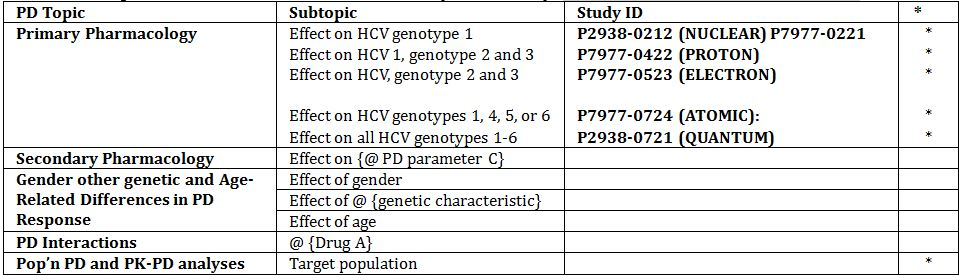 PD Topic Subtopic Study ID *
Primary Pharmacology Effect on HCV genotype 1 P2938-0212 (NUCLEAR) P7977-0221 *
Effect on HCV 1, genotype 2 and 3 P7977-0422 (PROTON) *
Effect on HCV, genotype 2 and 3 P7977-0523 (ELECTRON) *
Effect on HCV genotypes 1, 4, 5, or 6 P7977-0724 (ATOMIC): *
Effect on all HCV genotypes 1-6 P2938-0721 (QUANTUM) *
Secondary Pharmacology Effect on {@ PD parameter C}
Gender other genetic and Age- Effect of gender
Related Differences in PD Effect of @ {genetic characteristic}
Response Effect of age
PD Interactions @ {Drug A}
Pop'n PD and PK-PD analyses Target population *